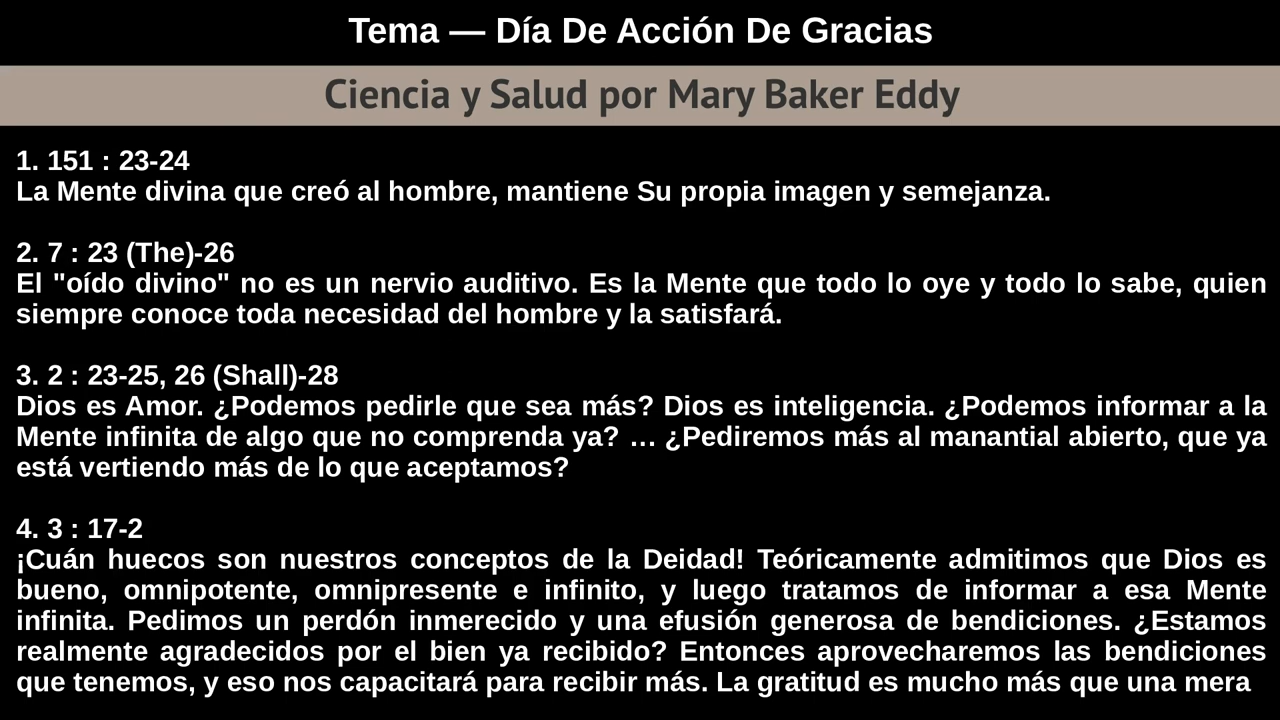 Tema — Día De Acción De Gracias
Ciencia y Salud por Mary Baker Eddy
1. 151 : 23-24
La Mente divina que creó al hombre, mantiene Su propia imagen y semejanza.
2. 7 : 23 (The)-26
El "oído divino" no es un nervio auditivo. Es la Mente que todo lo oye y todo lo sabe, quien
siempre conoce toda necesidad del hombre y la satisfará.
3. 2 : 23-25, 26 (Shall)-28
Dios es Amor. ¿Podemos pedirle que sea más? Dios es inteligencia. ¿Podemos informar a la
Mente infinita de algo que no comprenda ya? … ¿Pediremos más al manantial abierto, que ya
está vertiendo más de lo que aceptamos?
4. 3 : 17-2
¡Cuán huecos son nuestros conceptos de la Deidad! Teóricamente admitimos que Dios es
bueno, omnipotente, omnipresente e infinito, y luego tratamos de informar a esa Mente
infinita. Pedimos un perdón inmerecido y una efusión generosa de bendiciones. ¿Estamos
realmente agradecidos por el bien ya recibido? Entonces aprovecharemos las bendiciones
que tenemos, y eso nos capacitará para recibir más. La gratitud es mucho más que una mera